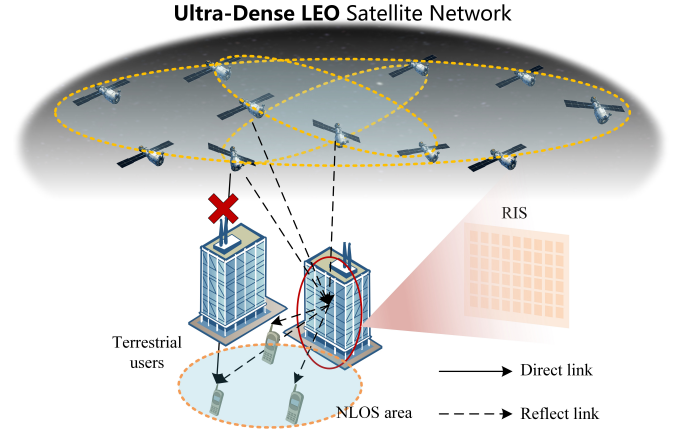 Ultra-Dense LEO Satellite Network
RIS
Terrestrial
users
Direct link
NLOS area
Reflect link